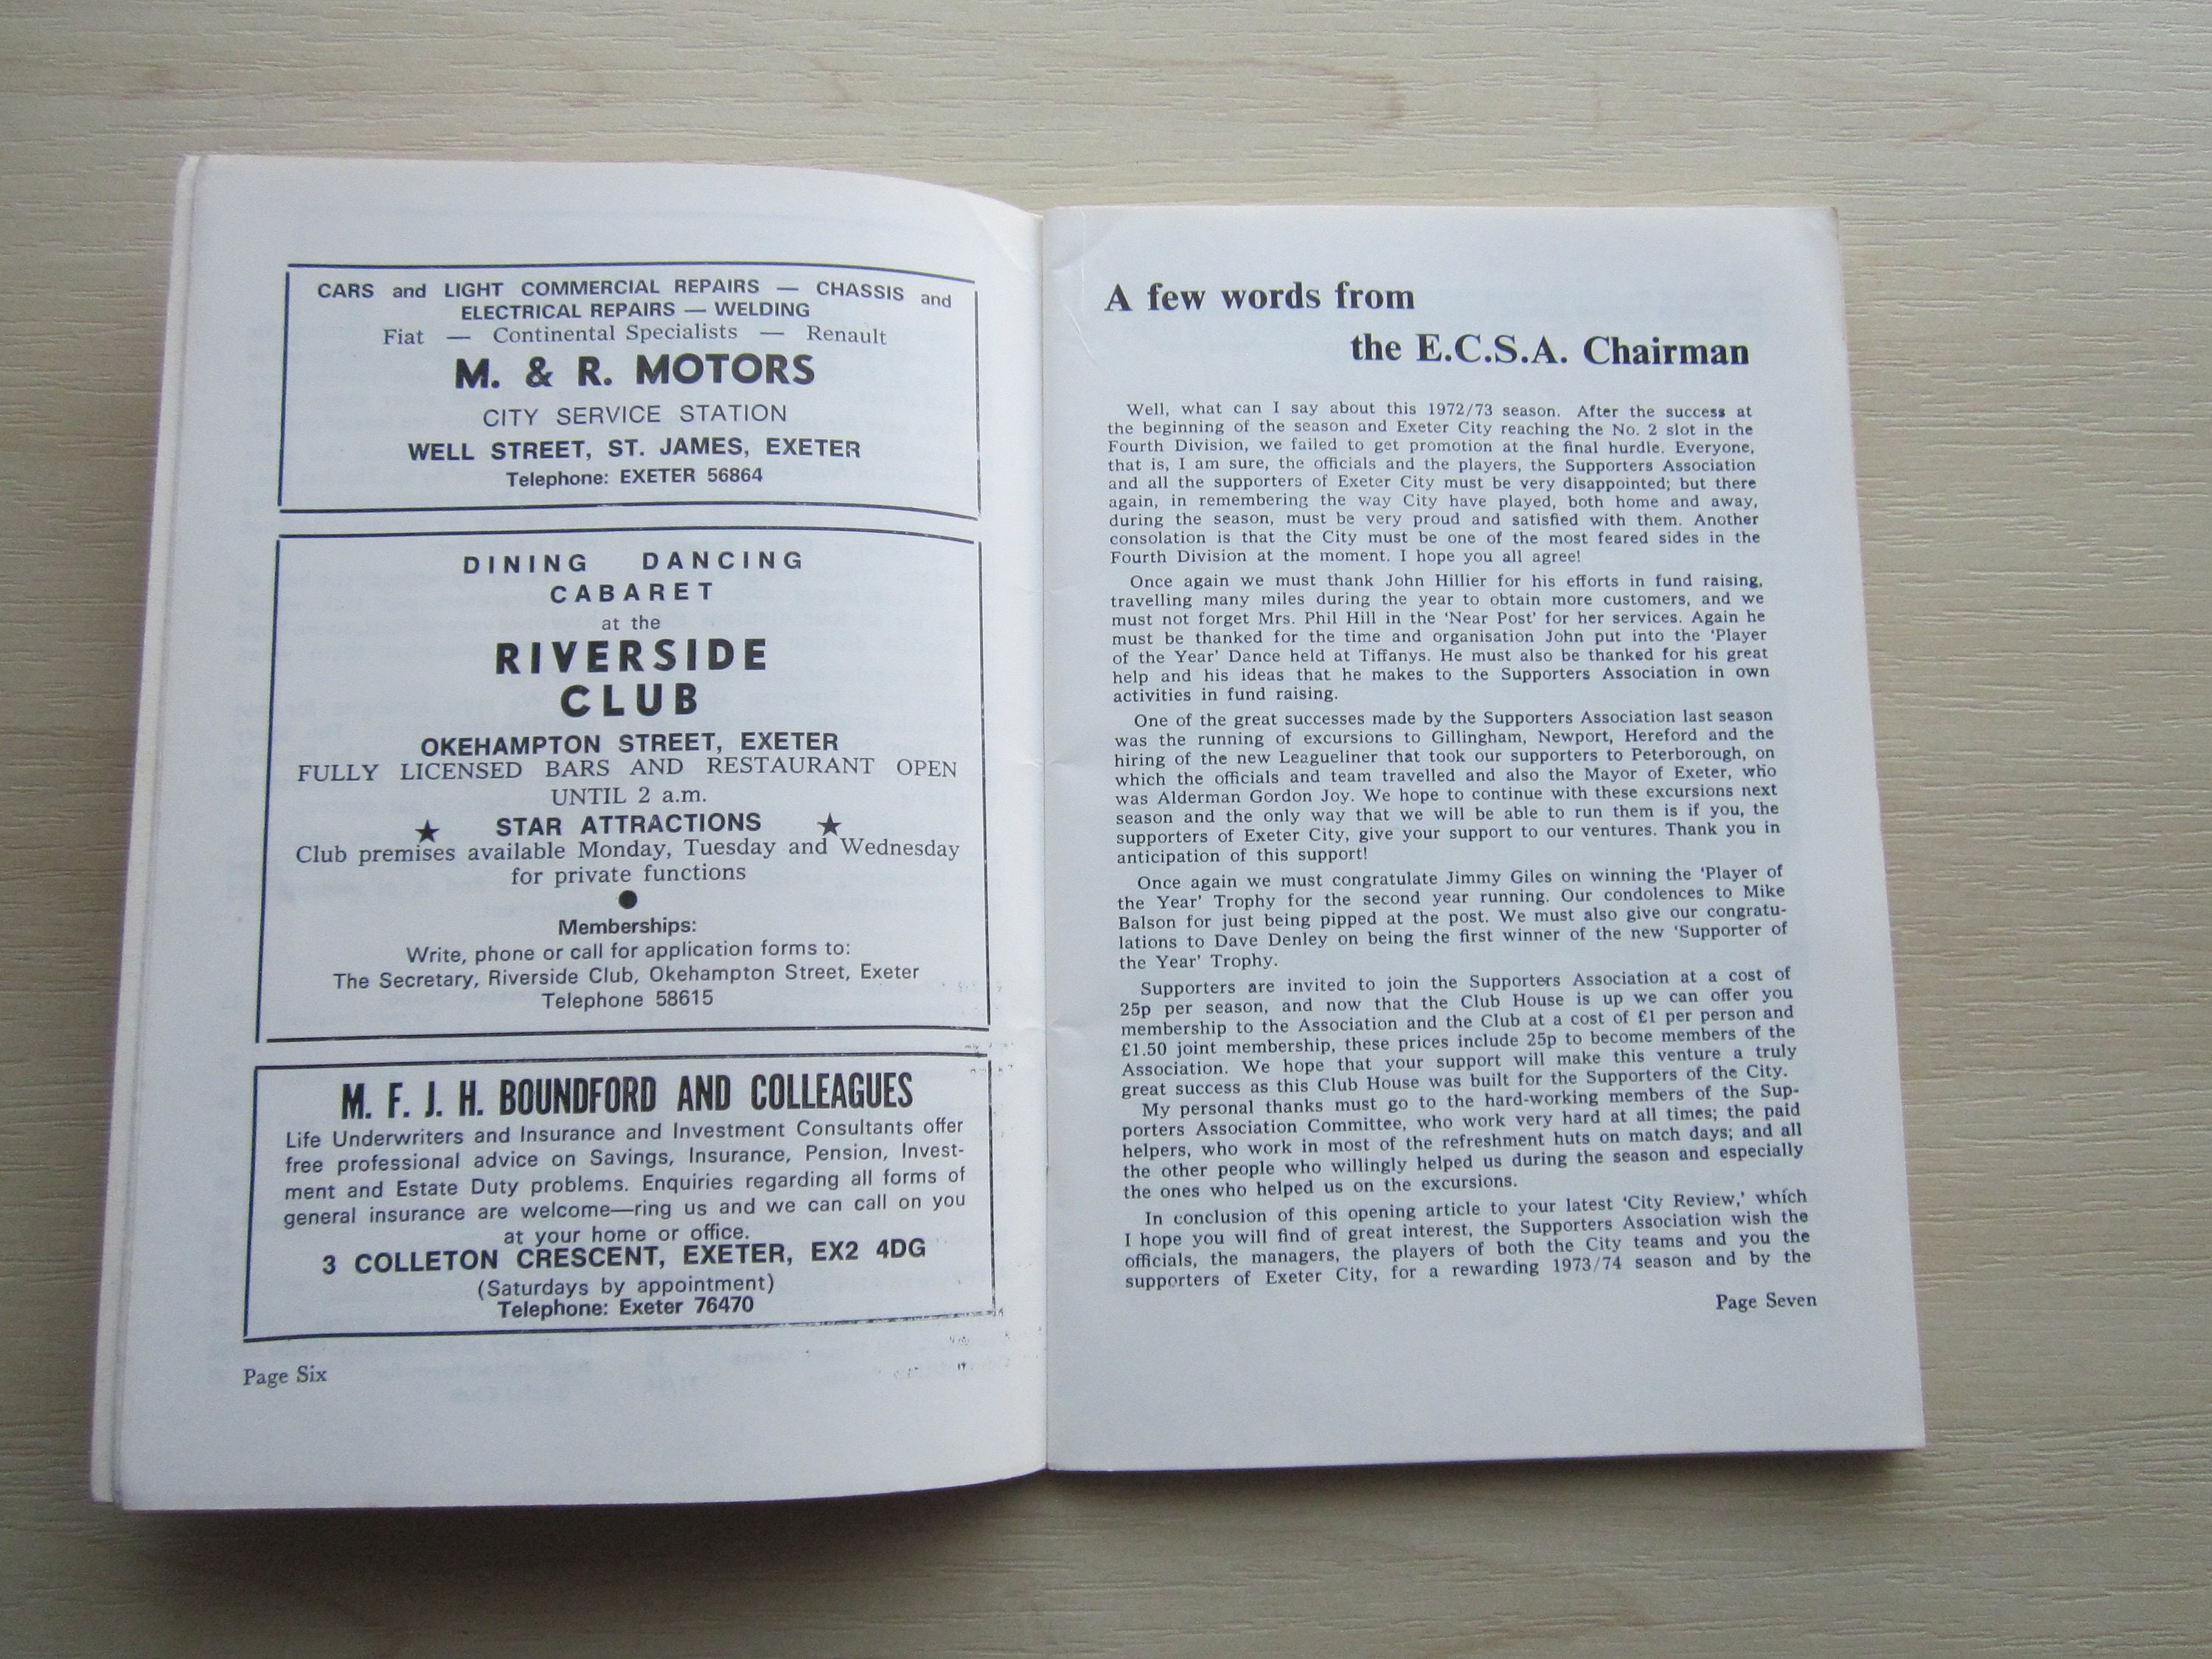 CARS and LIGHT COMMERCIAL REPAIRS — CHASSIS and
ELECTRICAL REPAIRS — WELDING
Fiat — Continental Specialists — Renault
M. & R. MOTORS
CITY SERVICE STATION
WELL STREET, ST. JAMES, EXETER
Telephone: EXETER 56864
DINING DANCING
CABARET
at the
RIVERSIDE
CLUB
OKEHAMPTON STREET, EXETER
FULLY LICENSED BARS AND RESTAURANT OPEN
UNTIL 2 a.m.
★ STAR ATTRACTIONS ★
Club premises available Monday, Tuesday and Wednesday
for private functions
●
Memberships:
Write, phone or call for application forms to:
The Secretary, Riverside Club, Okehampton Street, Exeter
Telephone 58615
M. F. J. H. BOUNDFORD AND COLLEAGUES
Life Underwriters and Insurance and Investment Consultants offer
free professional advice on Savings, Insurance, Pension, Invest-
ment and Estate Duty problems. Enquiries regarding all forms of
general insurance are welcome—ring us and we can call on you
at your home or office.
3 COLLETON CRESCENT, EXETER, EX2 4DG
(Saturdays by appointment)
Telephone: Exeter 76470
Page Six
A few words from
the E.C.S.A. Chairman
Well, what can I say about this 1972/73 season. After the success at
the beginning of the season and Exeter City reaching the No. 2 slot in the
Fourth Division, we failed to get promotion at the final hurdle. Everyone,
that is, I am sure, the officials and the players, the Supporters Association
and all the supporters of Exeter City must be very disappointed; but there
again, in remembering the way City have played, both home and away,
during the season, must be very proud and satisfied with them. Another
consolation is that the City must be one of the most feared sides in the
Fourth Division at the moment. I hope you all agree!
Once again we must thank John Hillier for his efforts in fund raising,
travelling many miles during the year to obtain more customers, and we
must not forget Mrs. Phil Hill in the 'Near Post' for her services. Again he
must be thanked for the time and organisation John put into the 'Player
of the Year' Dance held at Tiffanys. He must also be thanked for his great
help and his ideas that he makes to the Supporters Association in own
activities in fund raising.
One of the great successes made by the Supporters Association last season
was the running of excursions to Gillingham, Newport, Hereford and the
hiring of the new Leagueliner that took our supporters to Peterborough, on
which the officials and team travelled and also the Mayor of Exeter, who
was Alderman Gordon Joy. We hope to continue with these excursions next
season and the only way that we will be able to run them is if you, the
supporters of Exeter City, give your support to our ventures. Thank you in
anticipation of this support!
Once again we must congratulate Jimmy Giles on winning the 'Player of
the Year' Trophy for the second year running. Our condolences to Mike
Balson for just being pipped at the post. We must also give our congratu-
lations to Dave Denley on being the first winner of the new 'Supporter of
the Year' Trophy.
Supporters are invited to join the Supporters Association at a cost of
25p per season, and now that the Club House is up we can offer you
membership to the Association and the Club at a cost of £1 per person and
£1.50 joint membership, these prices include 25p to become members of the
Association. We hope that your support will make this venture a truly
great success as this Club House was built for the Supporters of the City.
My personal thanks must go to the hard-working members of the Sup-
porters Association Committee, who work very hard at all times; the paid
helpers, who work in most of the refreshment huts on match days; and all
the other people who willingly helped us during the season and especially
the ones who helped us on the excursions.
In conclusion of this opening article to your latest 'City Review,' which
I hope you will find of great interest, the Supporters Association wish the
officials, the managers, the players of both the City teams and you the
supporters of Exeter City, for a rewarding 1973/74 season and by the
Page Seven